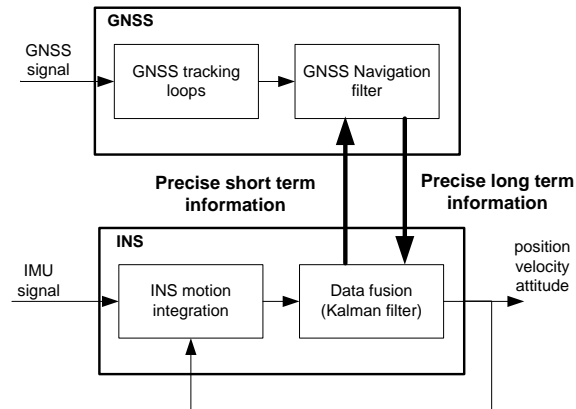 GNSS
GNSS
signal
GNSS tracking
loops
GNSS Navigation
filter
Precise short term
information
Precise long term
information
INS
IMU
signal
INS motion
integration
Data fusion
(Kalman filter)
position
velocity
attitude